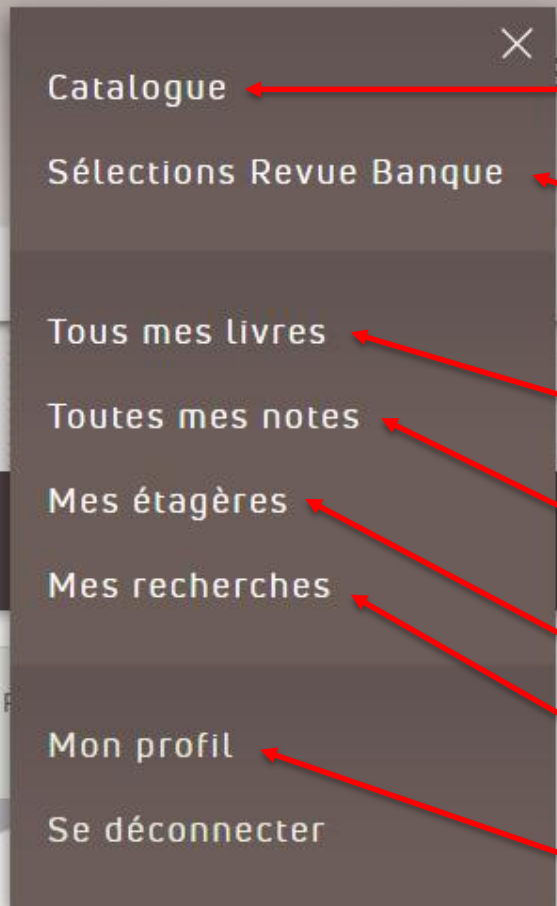 Catalogue
Sélections Revue Banque
Tous mes livres
Toutes mes notes
Mes étagères
Mes recherches
Mon profil
Se déconnecter